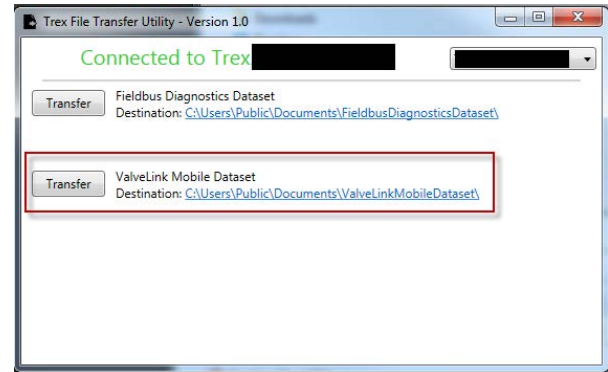 Trex File Transfer Utility - Version 1.0
Connected to Trex
Transfer
Fieldbus Diagnostics Dataset
Destination: C:\Users\Public\Documents\FieldbusDiagnosticsDataset\
Transfer
ValveLink Mobile Dataset
Destination: C:\Users\Public\Documents\ValveLinkMobileDataset\